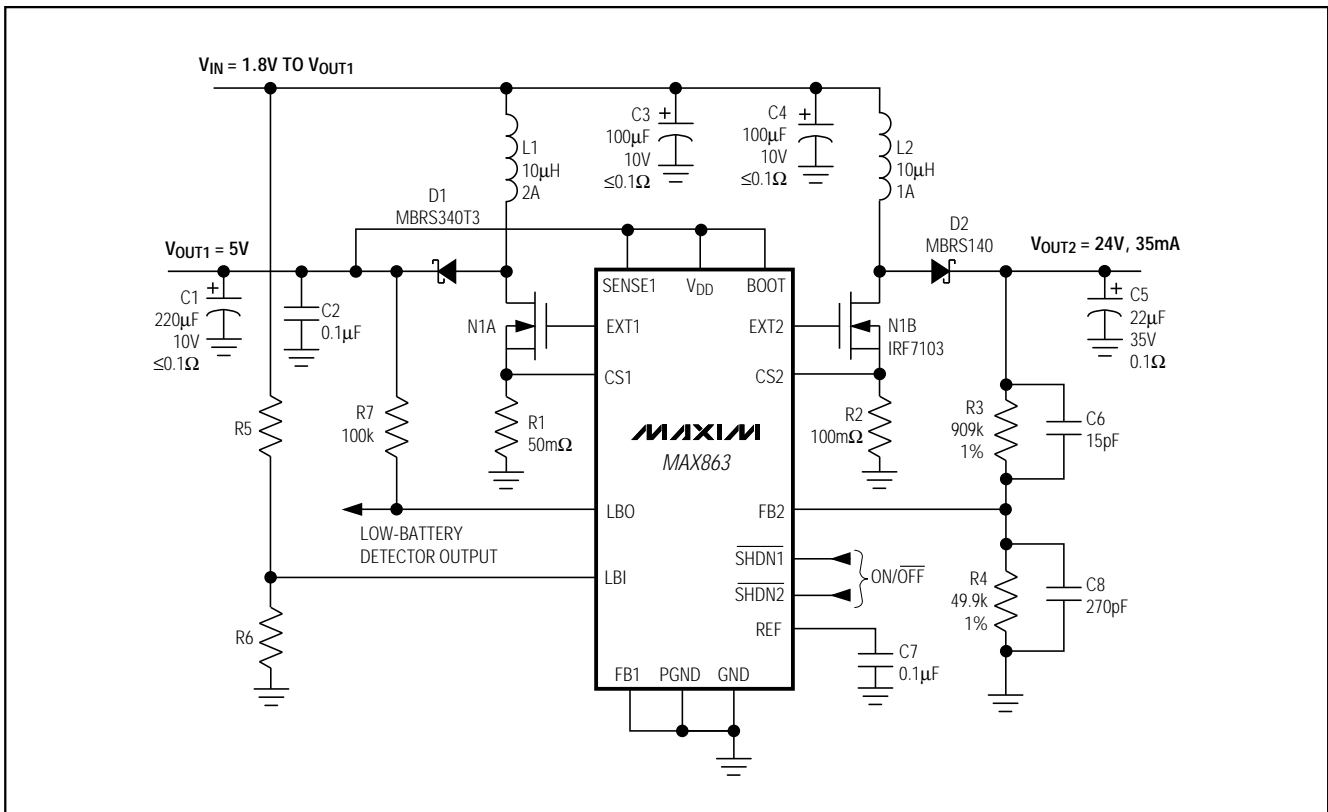 VIN = 1.8V TO VOUT1
C3
100µF
10V
≤0.1Ω
C4
100µF
10V
≤0.1Ω
L1
10µH
2A
L2
10µH
1A
D1
MBRS340T3
D2
MBRS140
VOUT1 = 5V
VOUT2 = 24V, 35mA
C1
220µF
10V
≤0.1Ω
C2
0.1µF
SENSE1
VDD
BOOT
N1A
EXT1
EXT2
N1B
IRF7103
C5
22µF
35V
0.1Ω
CS1
CS2
R5
R7
100k
R1
50mΩ
MAXIM
MAX863
R2
100mΩ
R3
909k
1%
C6
15pF
LBO
FB2
LOW-BATTERY
DETECTOR OUTPUT
SHDN1
ON/OFF
SHDN2
LBI
R4
49.9k
1%
C8
270pF
R6
REF
C7
0.1µF
FB1
PGND
GND